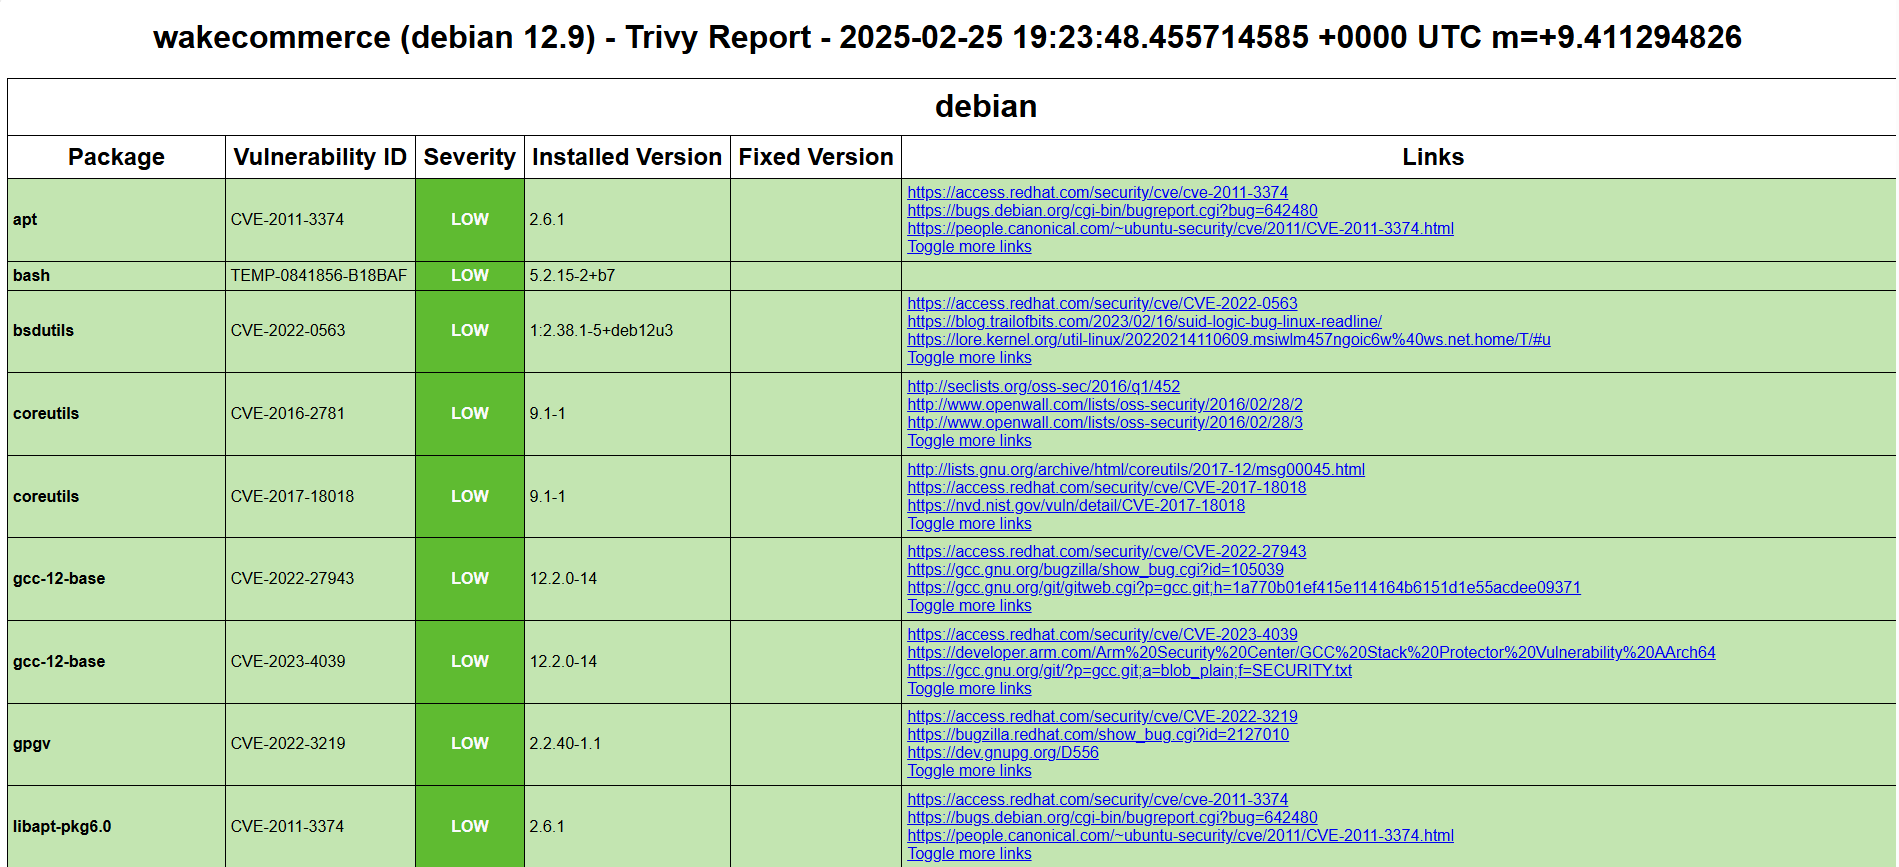 wakecommerce (debian 12.9) - Trivy Report - 2025-02-25 19:23:48.455714585 +0000 UTC m=+9.411294826
debian
Package Vulnerability ID Severity Installed Version Fixed Version Links
apt CVE-2011-3374 LOW 2.6.1
https://access.redhat.com/security/cve/cve-2011-3374
https://bugs.debian.org/cgi-bin/bugreport.cgi?bug=642480
https://people.canonical.com/~ubuntu-security/cve/2011/CVE-2011-3374.html
Toggle more links
bash TEMP-0841856-B18BAF LOW 5.2.15-2+b7
bsdutils CVE-2022-0563 LOW 1:2.38.1-5+deb12u3
https://access.redhat.com/security/cve/CVE-2022-0563
https://blog.trailofbits.com/2023/02/16/suid-logic-bug-linux-readline/
https://lore.kernel.org/util-linux/20220214110609.msiwlm457ngoic6w%40ws.net.home/T/#u
Toggle more links
coreutils CVE-2016-2781 LOW 9.1-1
http://seclists.org/oss-sec/2016/q1/452
http://www.openwall.com/lists/oss-security/2016/02/28/2
http://www.openwall.com/lists/oss-security/2016/02/28/3
Toggle more links
coreutils CVE-2017-18018 LOW 9.1-1
http://lists.gnu.org/archive/html/coreutils/2017-12/msg00045.html
https://access.redhat.com/security/cve/CVE-2017-18018
https://nvd.nist.gov/vuln/detail/CVE-2017-18018
Toggle more links
gcc-12-base CVE-2022-27943 LOW 12.2.0-14
https://access.redhat.com/security/cve/CVE-2022-27943
https://gcc.gnu.org/bugzilla/show_bug.cgi?id=105039
https://gcc.gnu.org/git/gitweb.cgi?p=gcc.git;h=1a770b01ef415e114164b6151d1e55acdee09371
Toggle more links
gcc-12-base CVE-2023-4039 LOW 12.2.0-14
https://access.redhat.com/security/cve/CVE-2023-4039
https://developer.arm.com/Arm%20Security%20Center/GCC%20Stack%20Protector%20Vulnerability%20AArch64
https://gcc.gnu.org/git/?p=gcc.git;a=blob_plain;f=SECURITY.txt
Toggle more links
gpgv CVE-2022-3219 LOW 2.2.40-1.1
https://access.redhat.com/security/cve/CVE-2022-3219
https://bugzilla.redhat.com/show_bug.cgi?id=2127010
https://dev.gnupg.org/D556
Toggle more links
libapt-pkg6.0 CVE-2011-3374 LOW 2.6.1
https://access.redhat.com/security/cve/cve-2011-3374
https://bugs.debian.org/cgi-bin/bugreport.cgi?bug=642480
https://people.canonical.com/~ubuntu-security/cve/2011/CVE-2011-3374.html
Toggle more links